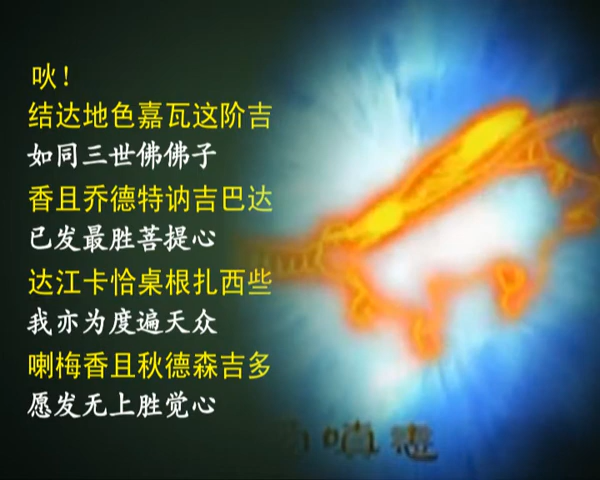 吙！
结达地色嘉瓦这阶吉
如同三世佛佛子
香且乔德特讷吉巴达
已发最胜菩提心
达江卡恰桌根扎西些
我亦为度遍天众
喇梅香且秋德森吉多
愿发无上胜觉心
嗔恚